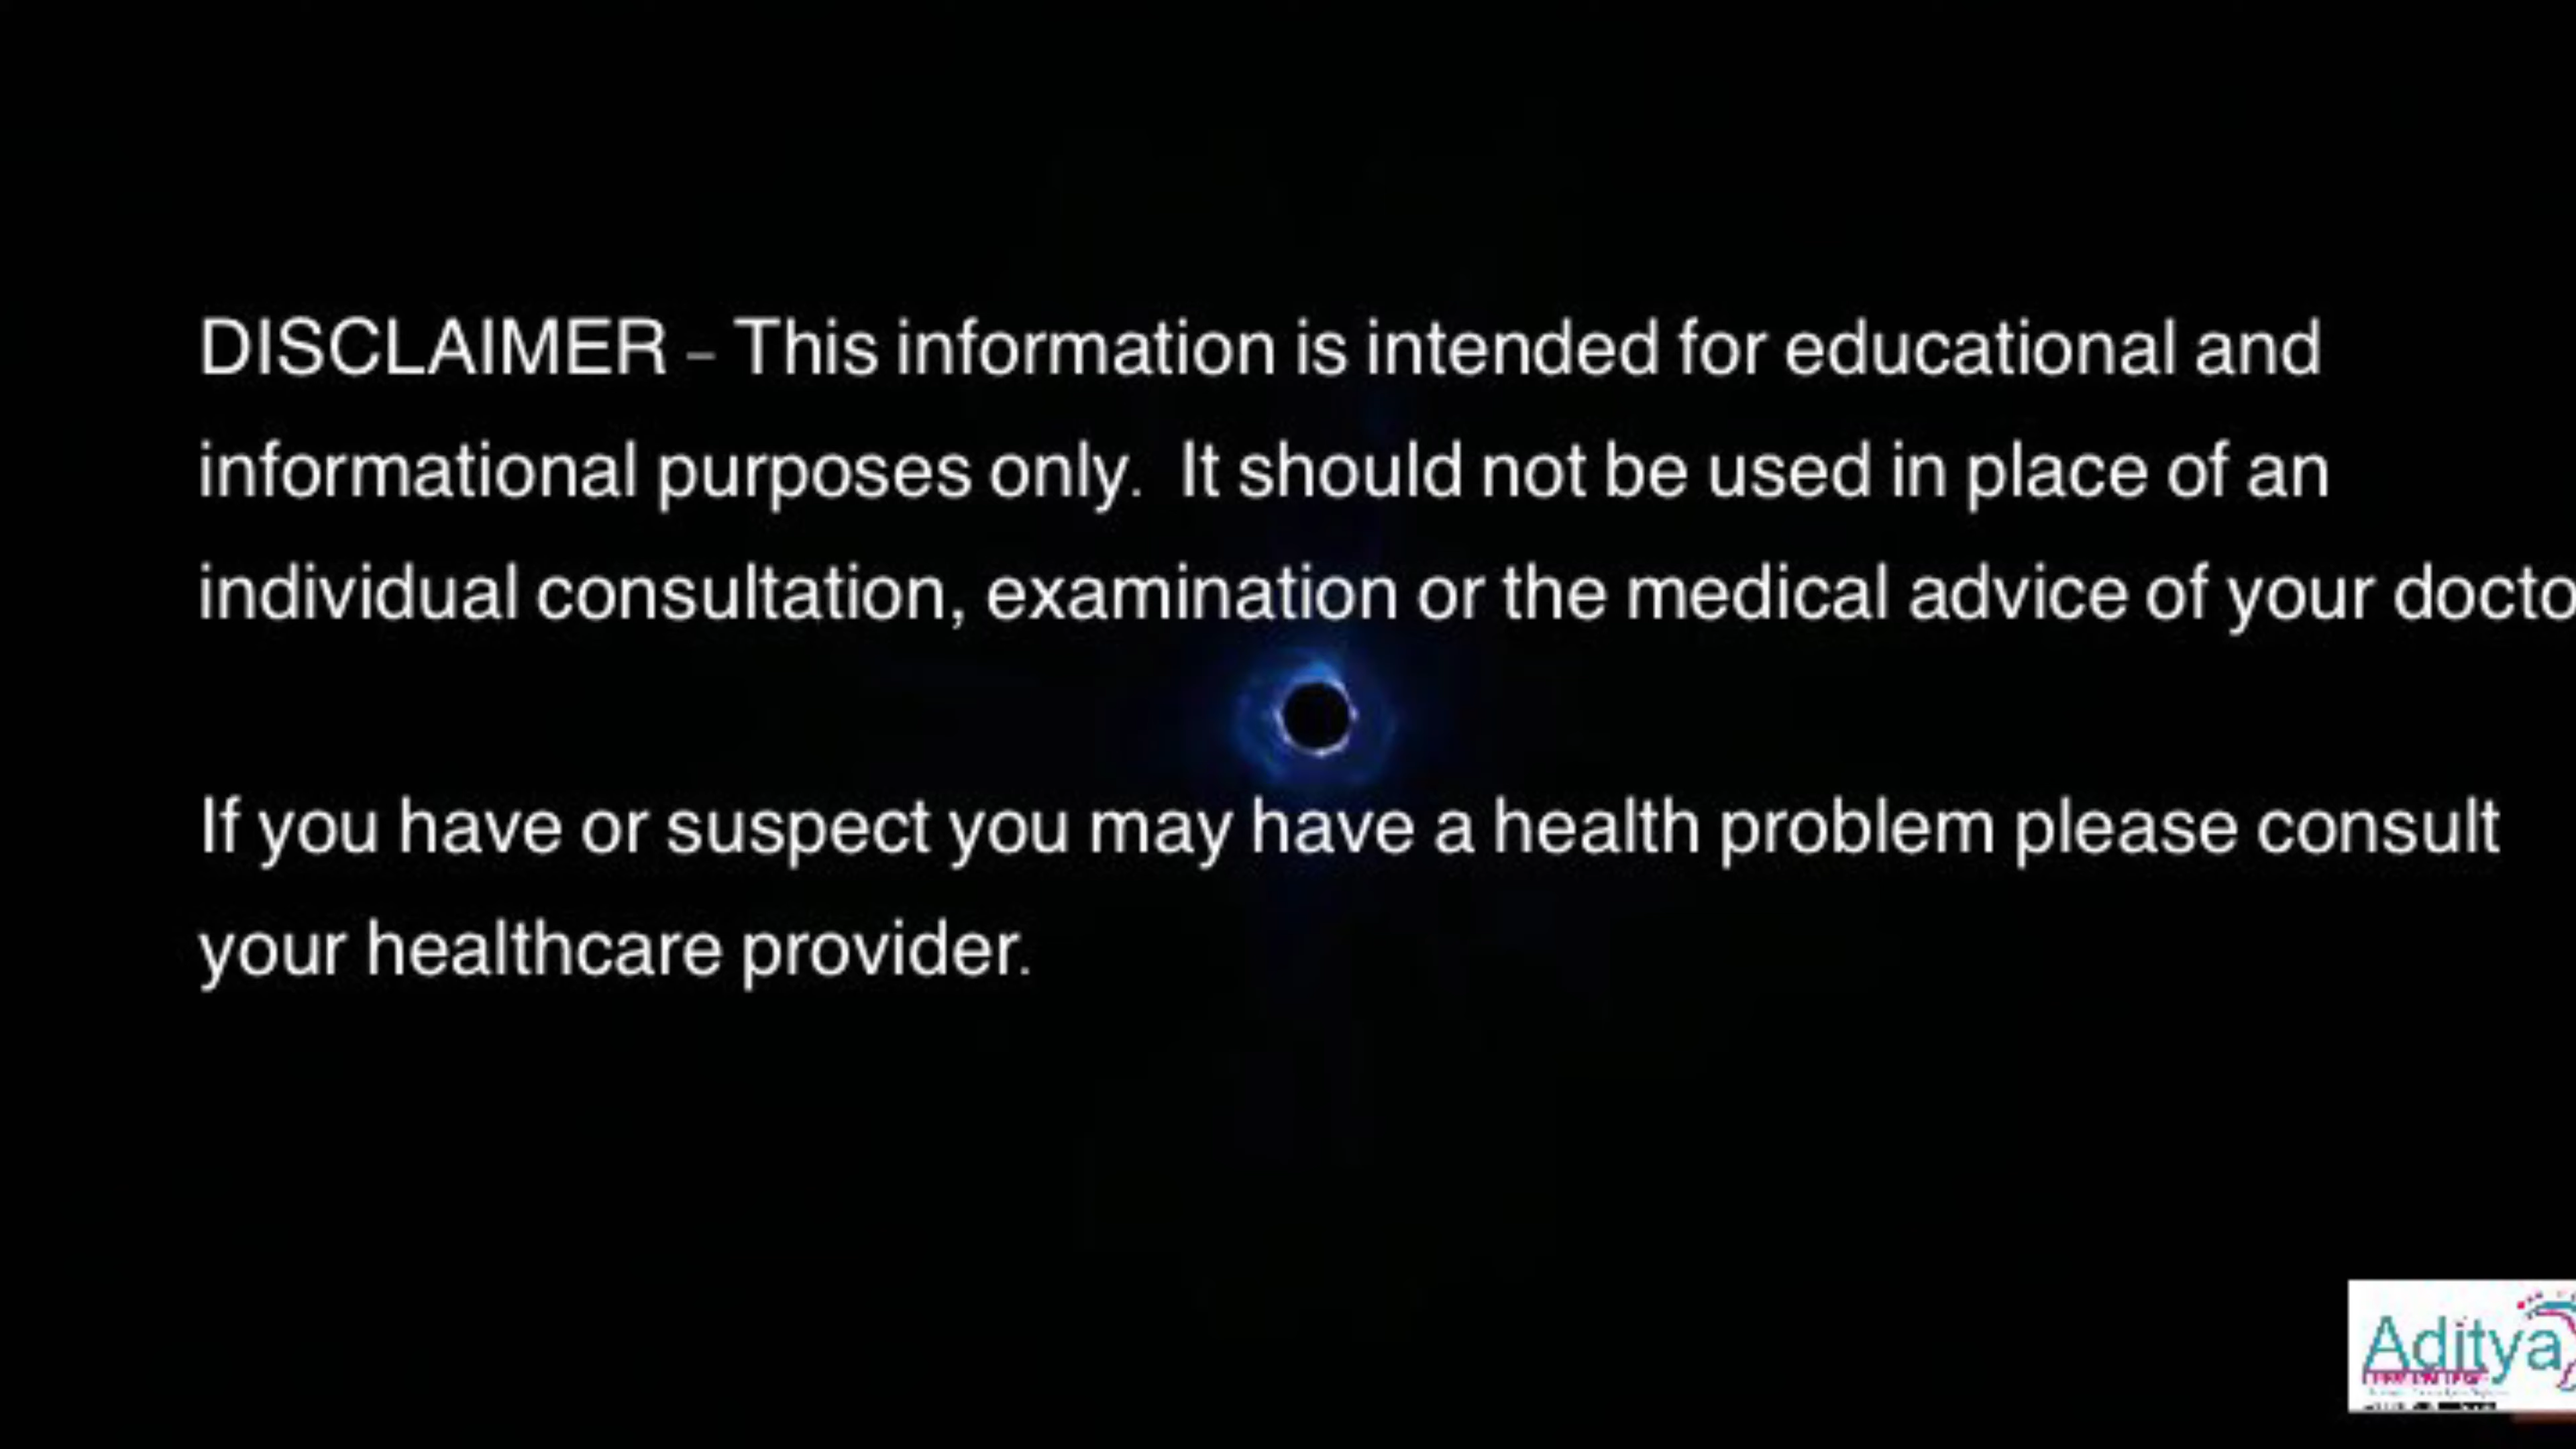 DISCLAIMER – This information is intended for educational and
informational purposes only.  It should not be used in place of an
individual consultation, examination or the medical advice of your docto
If you have or suspect you may have a health problem please consult
your healthcare provider.
Aditya